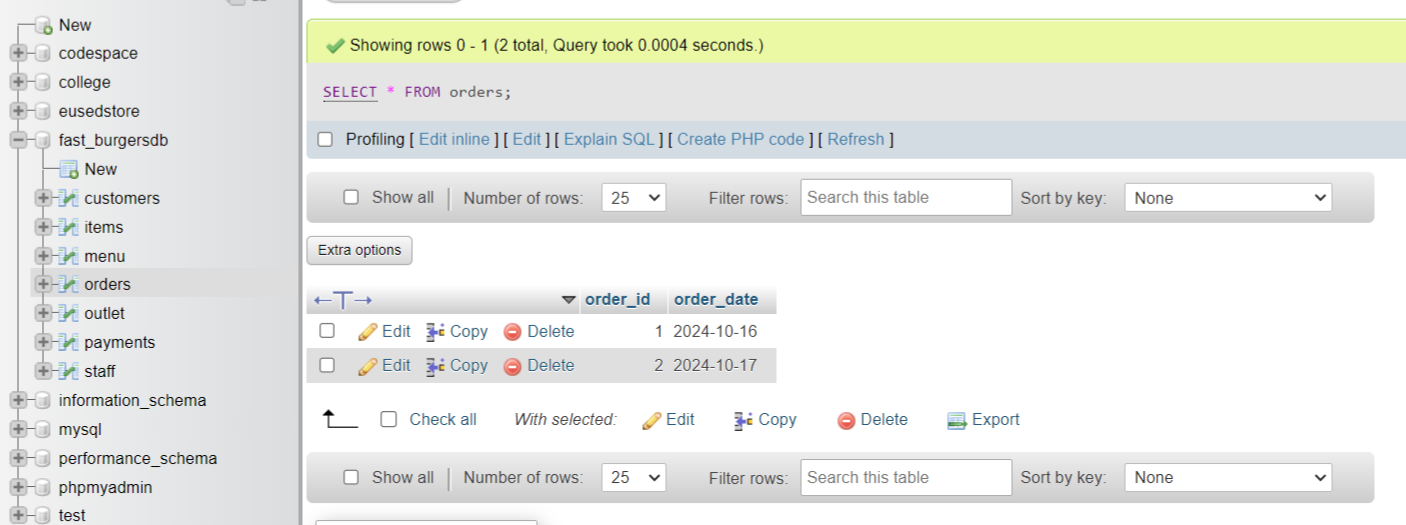 New
codespace
college
eusedstore
fast_burgersdb
New
customers
items
menu
orders
outlet
payments
staff
information_schema
mysql
performance_schema
phpmyadmin
test
Showing rows 0 - 1 (2 total, Query took 0.0004 seconds.)
SELECT * FROM orders;
Profiling [ Edit inline ] [ Edit ] [ Explain SQL ] [ Create PHP code ] [ Refresh ]
Show all Number of rows: 25 Filter rows: Search this table Sort by key: None
Extra options
←T→ order_id order_date
Edit Copy Delete 1 2024-10-16
Edit Copy Delete 2 2024-10-17
Check all With selected: Edit Copy Delete Export
Show all Number of rows: 25 Filter rows: Search this table Sort by key: None